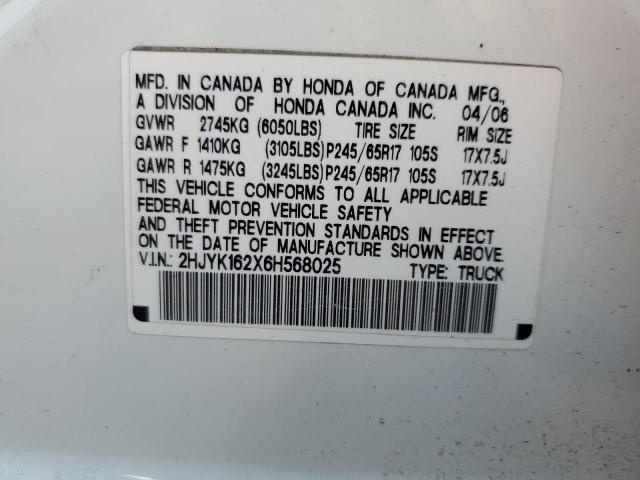 MFD. IN CANADA BY HONDA OF CANADA MFG.,
A DIVISION OF HONDA CANADA INC. 04/06
GVWR 2745KG (6050LBS) TIRE SIZE RIM SIZE
GAWR F 1410KG (3105LBS) P245/65R17 105S 17X7.5J
GAWR R 1475KG (3245LBS) P245/65R17 105S 17X7.5J
THIS VEHICLE CONFORMS TO ALL APPLICABLE
FEDERAL MOTOR VEHICLE SAFETY
AND THEFT PREVENTION STANDARDS IN EFFECT
ON THE DATE OF MANUFACTURE SHOWN ABOVE.
V.I.N.: 2HJYK162X6H568025 TYPE: TRUCK